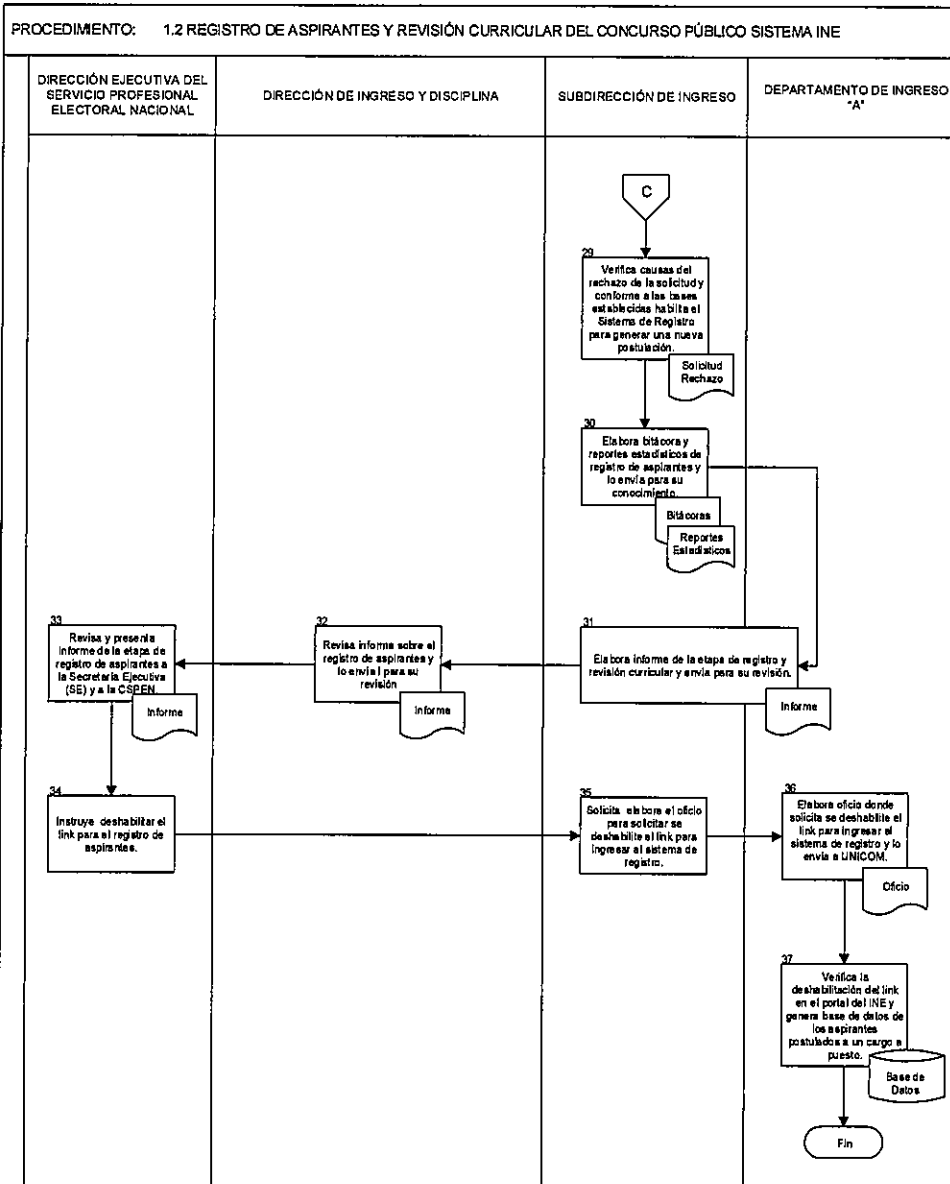 PROCEDIMIENTO: 1.2 REGISTRO DE ASPIRANTES Y REVISIÓN CURRICULAR DEL CONCURSO PÚBLICO SISTEMA INE
DIRECCIÓN EJECUTIVA DEL
SERVICIO PROFESIONAL
ELECTORAL NACIONAL
DIRECCIÓN DE INGRESO Y DISCIPLINA
SUBDIRECCIÓN DE INGRESO
DEPARTAMENTO DE INGRESO
"A"
C
29
Verifica causas del
rechazo de la solicitud y
conforme a las bases
establecidas habilita el
Sistema de Registro
para generar una nueva
postulación.
Solicitud
Rechazo
30
Elabora bitácora y
reportes estadísticos de
registro de aspirantes y
lo envía para su
conocimiento.
Bitácoras
Reportes
Estadísticos
31
Elabora informe de la etapa de registro y
revisión curricular y envía para su revisión.
Informe
32
Revisa informe sobre el
registro de aspirantes y
lo envía l para su
revisión
Informe
33
Revisa y presenta
informe de la etapa de
registro de aspirantes a
la Secretaría Ejecutiva
(SE) y a la CSPEN.
Informe
34
Instruye deshabilitar el
link para el registro de
aspirantes.
35
Solicita elabore el oficio
para solicitar se
deshabilite el link para
ingresar al sistema de
registro.
36
Elabora oficio donde
solicita se deshabilite el
link para ingresar el
sistema de registro y lo
envía a UNICOM.
Oficio
37
Verifica la
deshabilitación del link
en el portal del INE y
genera base de datos de
los aspirantes
postulados a un cargo o
puesto.
Base de
Datos
Fin